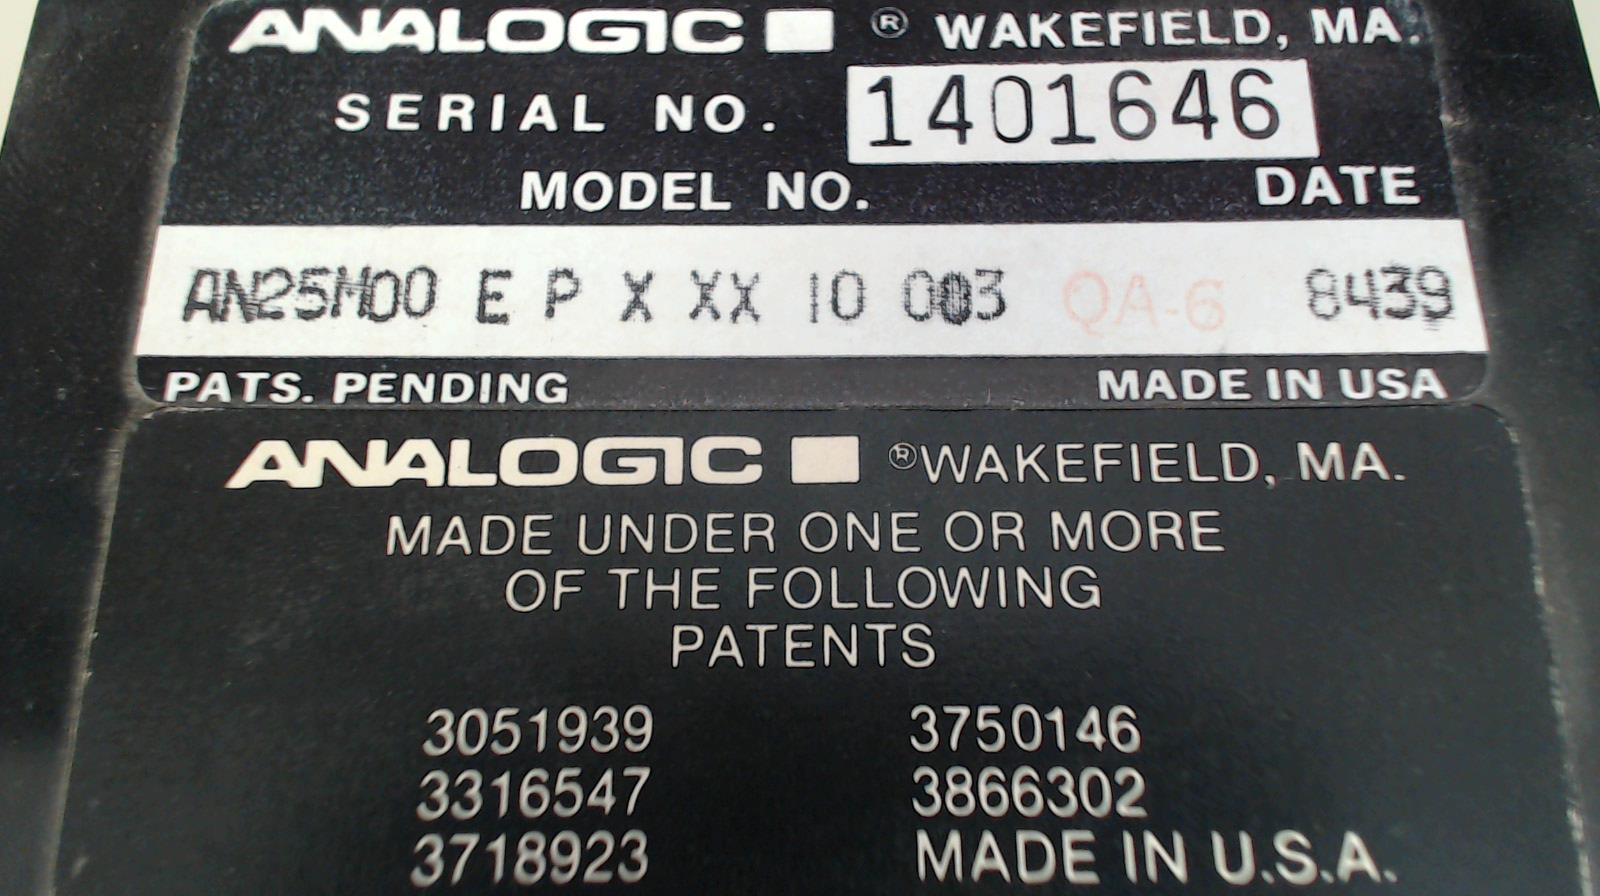 ANALOGIC ® WAKEFIELD, MA.
SERIAL NO. 1401646
MODEL NO. DATE
AN25M00 E P X XX 10 003 QA-6 8439
PATS. PENDING MADE IN USA
ANALOGIC ® WAKEFIELD, MA.
MADE UNDER ONE OR MORE
OF THE FOLLOWING
PATENTS
3051939 3750146
3316547 3866302
3718923 MADE IN U.S.A.